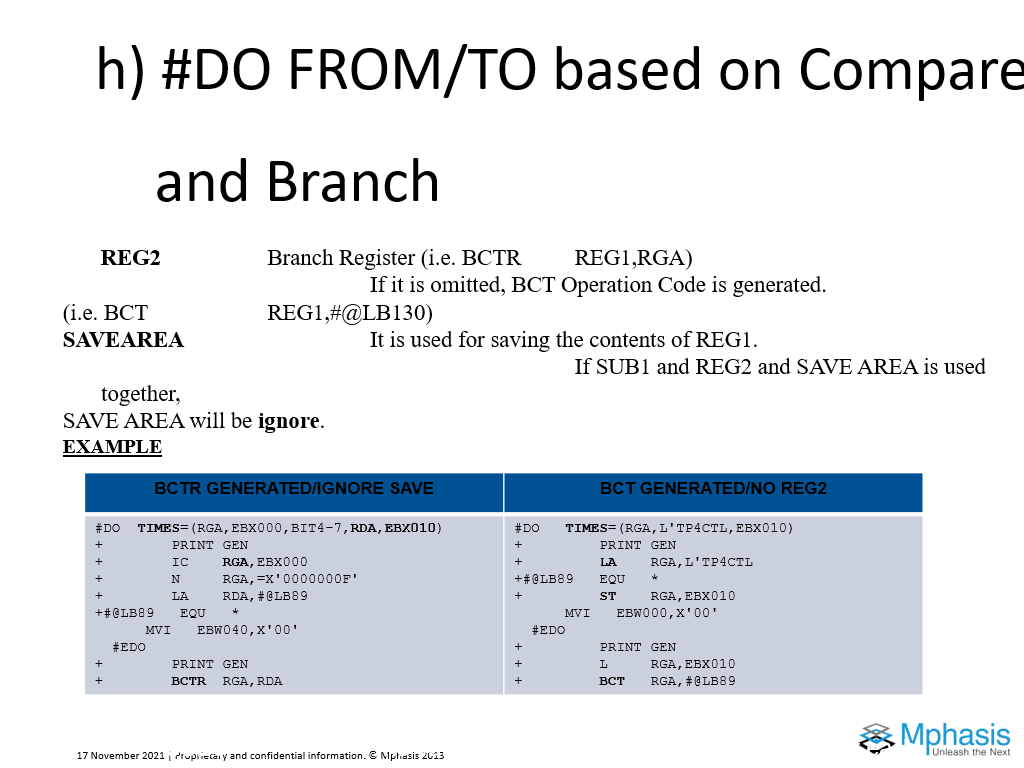 h) #DO FROM/TO based on Compare
and Branch
REG2 Branch Register (i.e. BCTR REG1,RGA)
If it is omitted, BCT Operation Code is generated.
(i.e. BCT REG1,#@LB130)
SAVEAREA It is used for saving the contents of REG1.
If SUB1 and REG2 and SAVE AREA is used
together,
SAVE AREA will be ignore.
EXAMPLE
BCTR GENERATED/IGNORE SAVE
#DO TIMES=(RGA,EBX000,BIT4-7,RDA,EBX010)
+ PRINT GEN
+ IC RGA,EBX000
+ N RGA,=X'0000000F'
+ LA RDA,#@LB89
+#@LB89 EQU *
MVI EBW040,X'00'
#EDO
+ PRINT GEN
+ BCTR RGA,RDA
BCT GENERATED/NO REG2
#DO TIMES=(RGA,L'TP4CTL,EBX010)
+ PRINT GEN
+ LA RGA,L'TP4CTL
+#@LB89 EQU *
+ ST RGA,EBX010
MVI EBW000,X'00'
#EDO
+ PRINT GEN
+ L RGA,EBX010
+ BCT RGA,#@LB89
17 November 2021 | Proprietary and confidential information. © Mphasis 2013
Mphasis
Unleash the Next